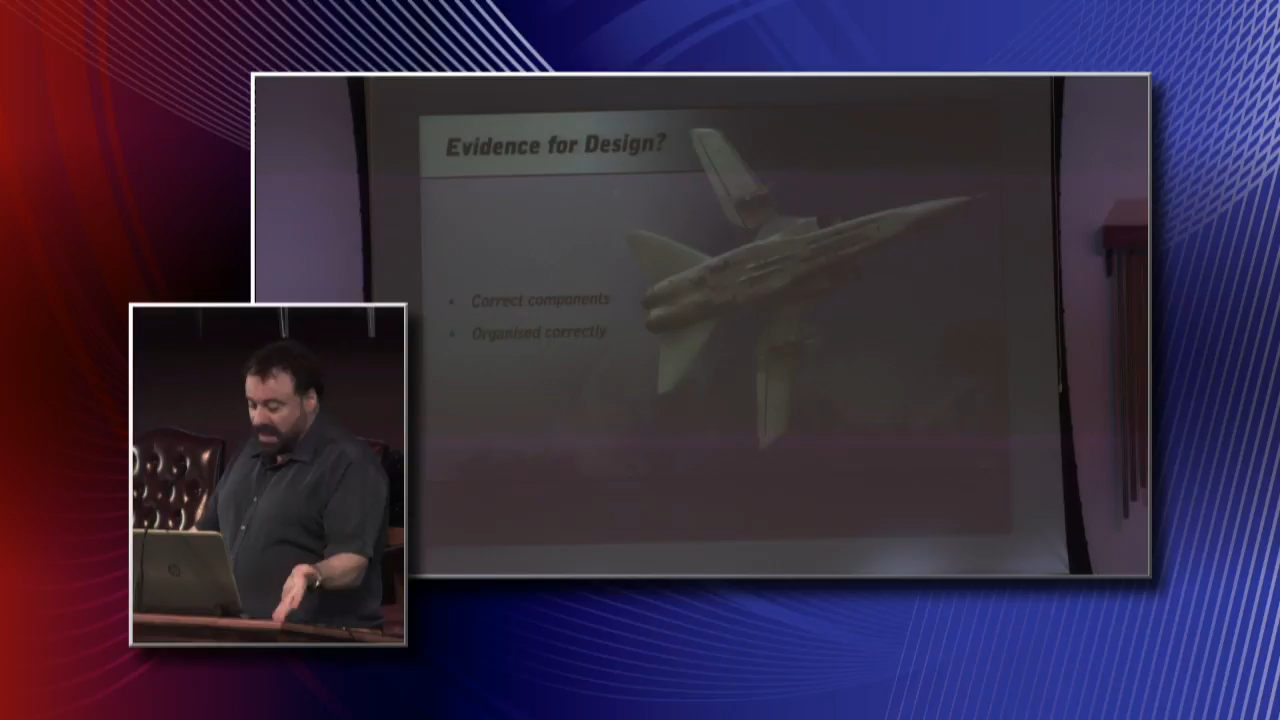 Evidence for Design?
• Correct components
• Organised correctly